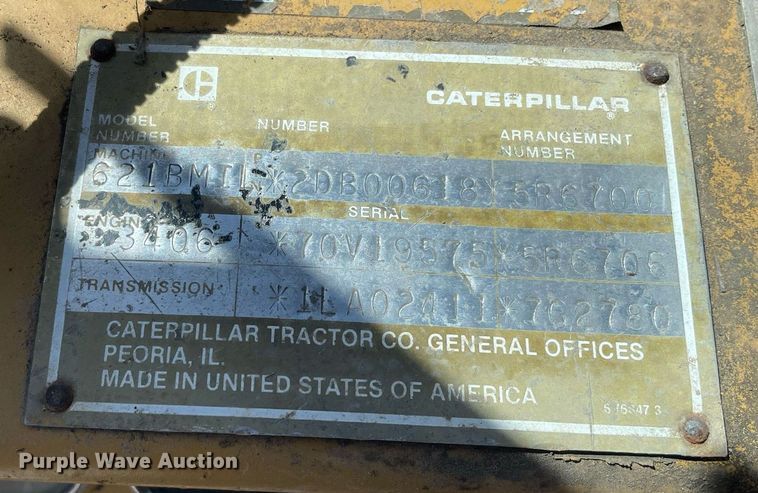 CATERPILLAR
MODEL NUMBER NUMBER ARRANGEMENT NUMBER
MACHINE
*2DB00618*5R6700
SERIAL
ENGINE
3406 *70V19575*5R6706
TRANSMISSION *1LA02411*7G2780
CATERPILLAR TRACTOR CO. GENERAL OFFICES
PEORIA, IL.
MADE IN UNITED STATES OF AMERICA
Purple Wave Auction